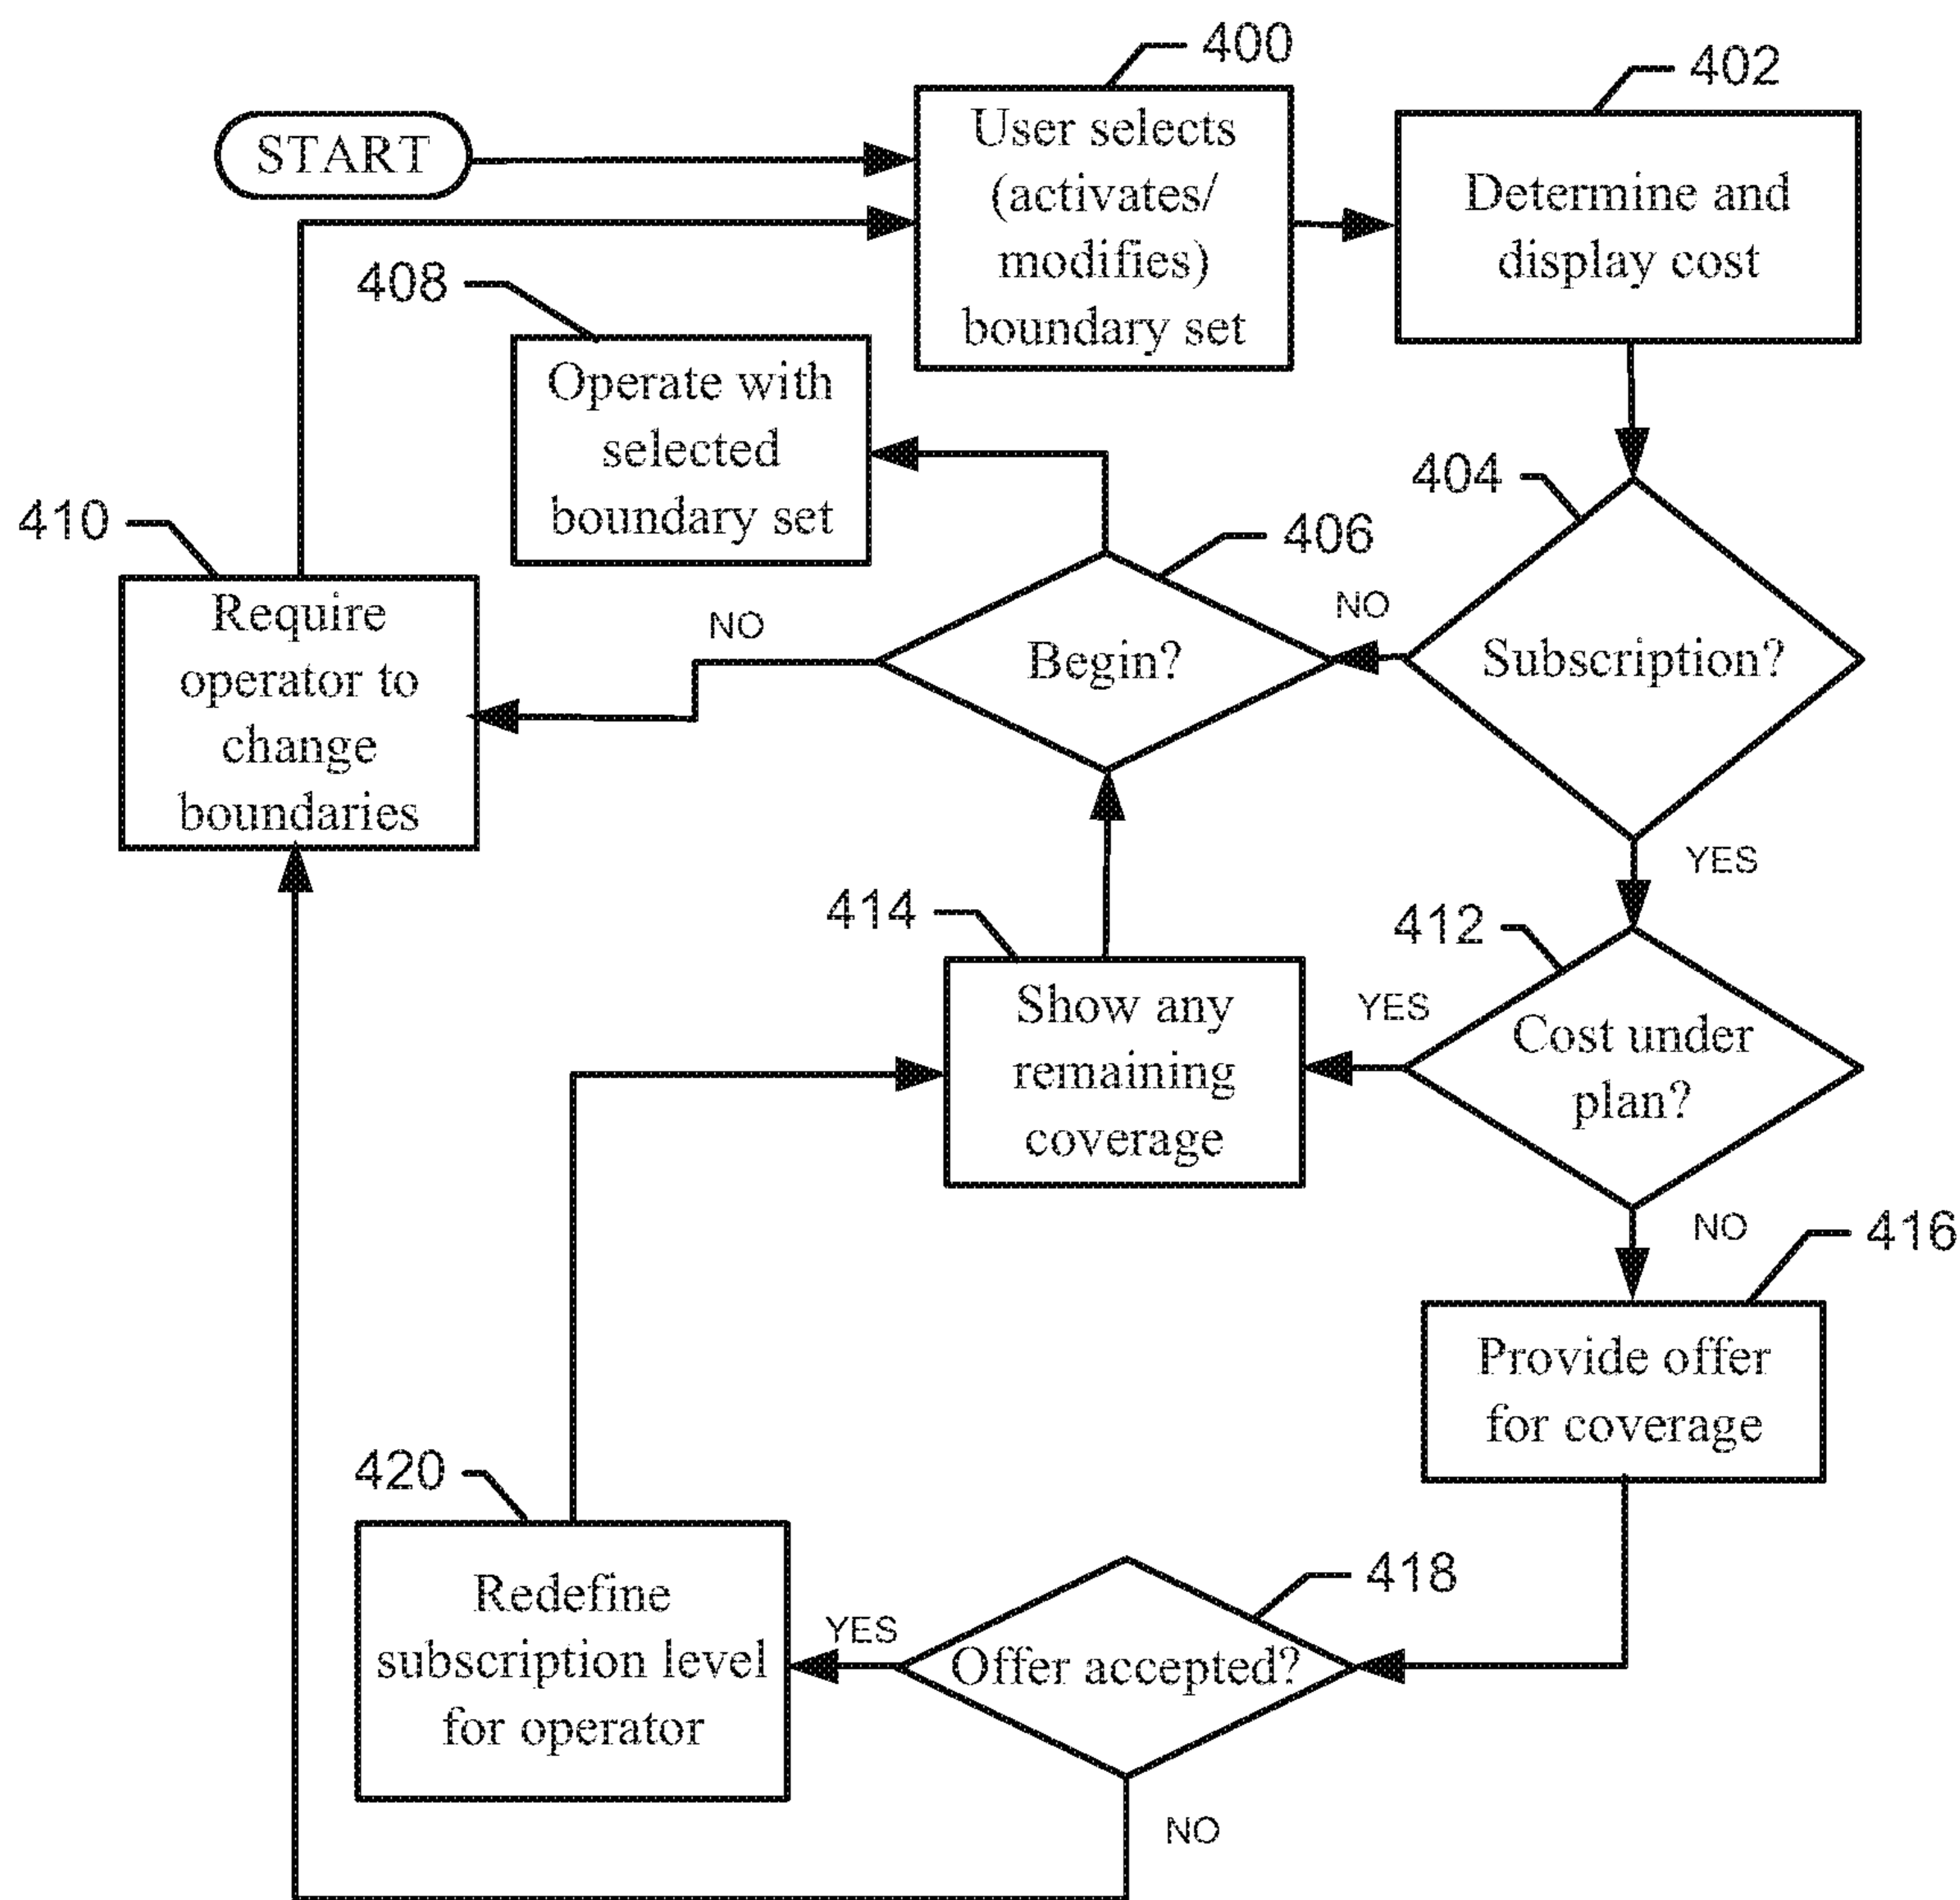 400
402
START
User selects
(activates/
modifies)
boundary set
Determine and
display cost
408
Operate with
selected
boundary set
404
410
406
NO
NO
Require
operator to
change
boundaries
Begin?
Subscription?
YES
414
412
Show any
remaining
coverage
YES
Cost under
plan?
NO
416
Provide offer
for coverage
420
418
Redefine
subscription level
for operator
YES
Offer accepted?
NO